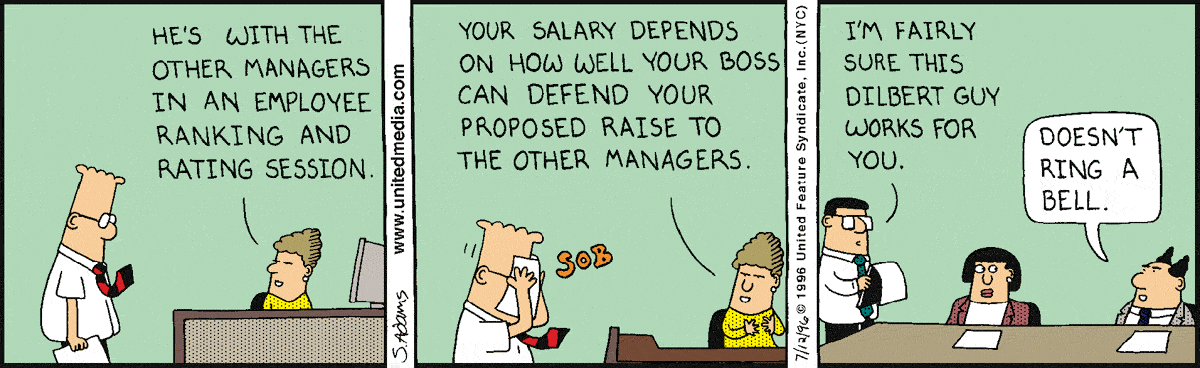 HE'S WITH THE
OTHER MANAGERS
IN AN EMPLOYEE
RANKING AND
RATING SESSION.
S. Adams
www.unitedmedia.com
YOUR SALARY DEPENDS
ON HOW WELL YOUR BOSS
CAN DEFEND YOUR
PROPOSED RAISE TO
THE OTHER MANAGERS.
SOB
7/12/96 © 1996 United Feature Syndicate, Inc.(NYC)
I'M FAIRLY
SURE THIS
DILBERT GUY
WORKS FOR
YOU.
DOESN'T
RING A
BELL.